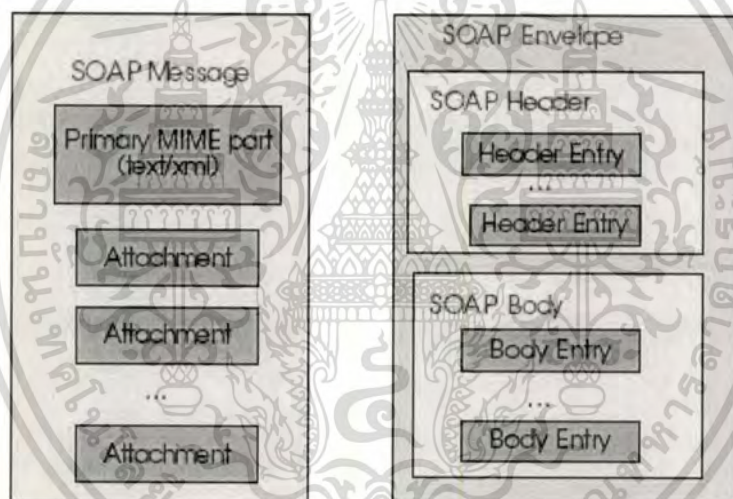 SOAP Message
Primary MIME part
(text/xml)
Attachment
Attachment
...
Attachment
SOAP Envelope
SOAP Header
Header Entry
...
Header Entry
SOAP Body
Body Entry
...
Body Entry